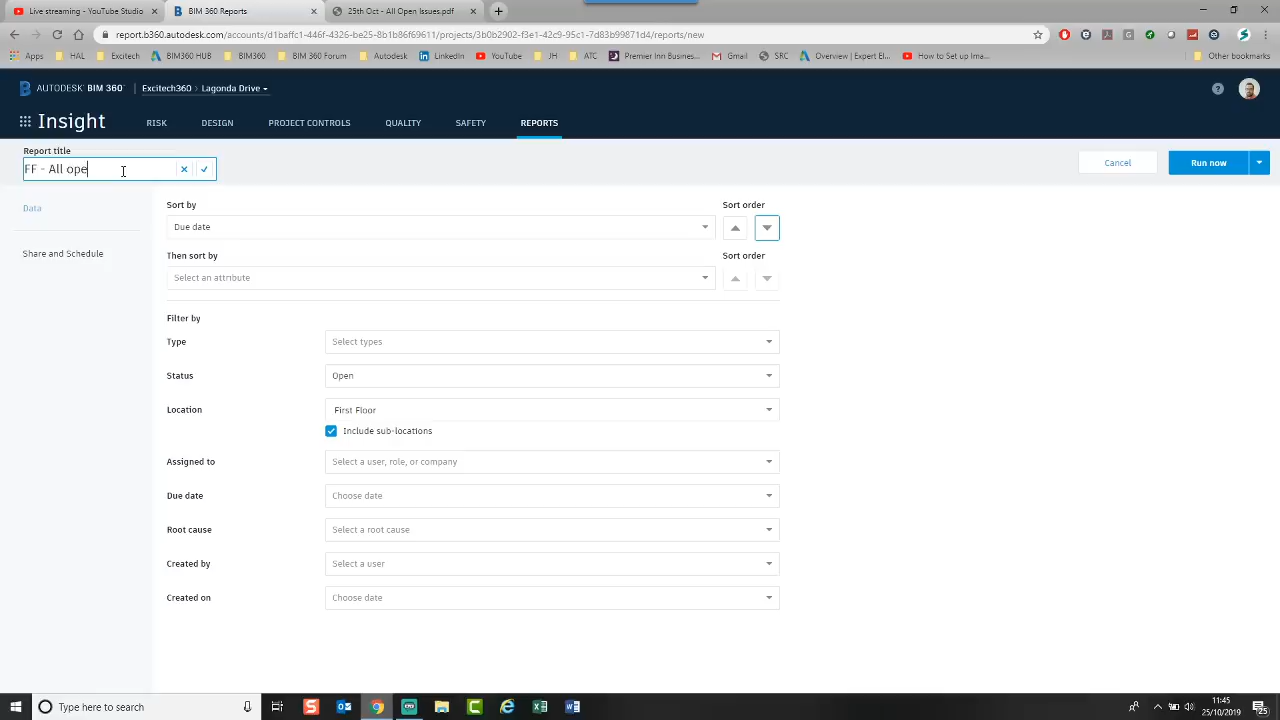 Live streaming - YouTube Studio
BIM 360 Reports
25th Oct - All Open Issues.pdf
report.b360.autodesk.com/accounts/d1baffc1-446f-4326-be25-8b1b86f69611/projects/3b0b2902-f3e1-42c9-95c1-7d83b99871d4/reports/new
Apps
HAL
Excitech
BIM360 HUB
BIM360
BIM 360 Forum
Autodesk
LinkedIn
JH
YouTube
ATC
Premier Inn Busines...
Gmail
SRC
Overview | Expert El...
How to Set up Ima...
Other bookmarks
AUTODESK® BIM 360™
Excitech360 > Lagonda Drive
Insight
RISK
DESIGN
PROJECT CONTROLS
QUALITY
SAFETY
REPORTS
Report title
FF - All ope
Cancel
Run now
Data
Share and Schedule
Sort by
Sort order
Due date
Then sort by
Sort order
Select an attribute
Filter by
Type
Select types
Status
Open
Location
First Floor
Include sub-locations
Assigned to
Select a user, role, or company
Due date
Choose date
Root cause
Select a root cause
Created by
Select a user
Created on
Choose date
Type here to search
11:45
25/10/2019